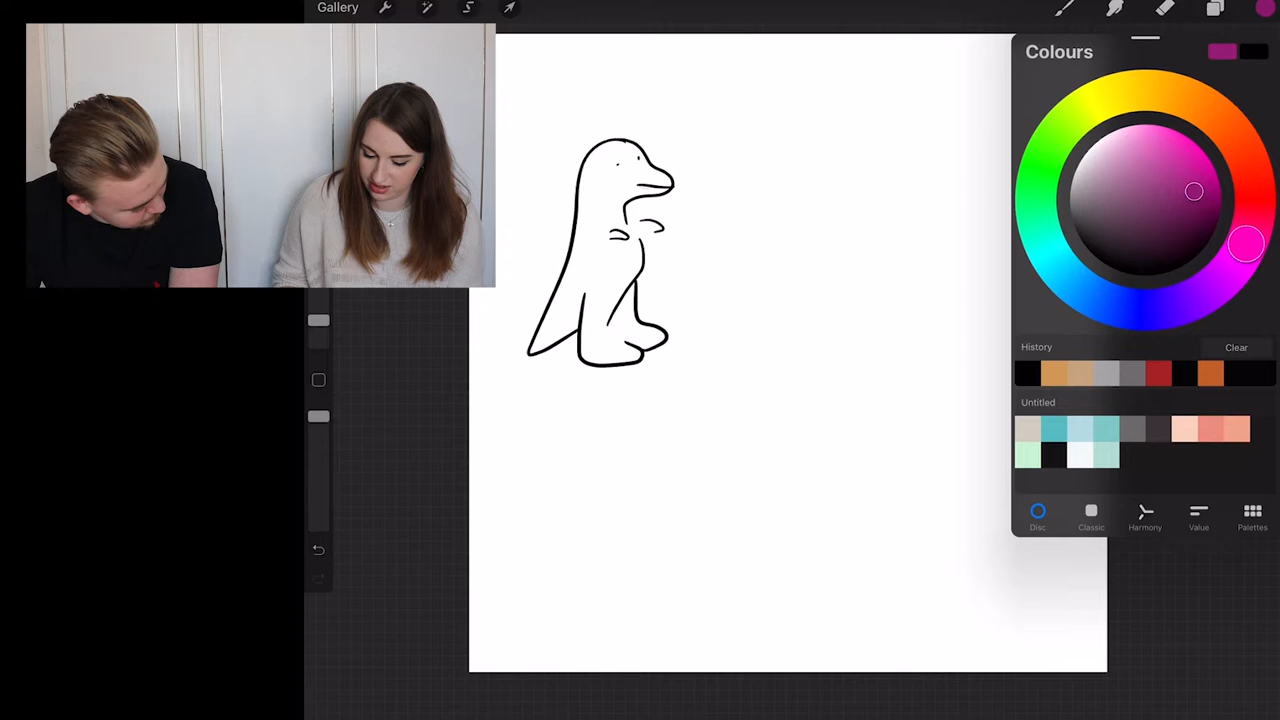 Gallery
Colours
History
Clear
Untitled
Disc
Classic
Harmony
Value
Palettes